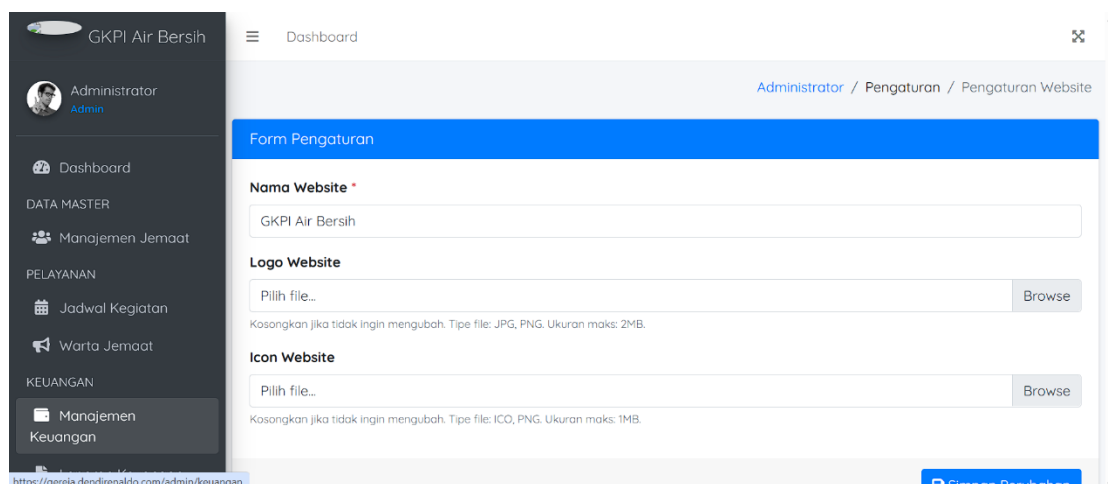 GKPI Air Bersih
Dashboard
Administrator
Admin
Administrator / Pengaturan / Pengaturan Website
Dashboard
DATA MASTER
Manajemen Jemaat
PELAYANAN
Jadwal Kegiatan
Warta Jemaat
KEUANGAN
Manajemen
Keuangan
https://gereja.dendirenaldo.com/admin/keuangan
Form Pengaturan
Nama Website *
GKPI Air Bersih
Logo Website
Pilih file... Browse
Kosongkan jika tidak ingin mengubah. Tipe file: JPG, PNG. Ukuran maks: 2MB.
Icon Website
Pilih file... Browse
Kosongkan jika tidak ingin mengubah. Tipe file: ICO, PNG. Ukuran maks: 1MB.
Simpan Perubahan